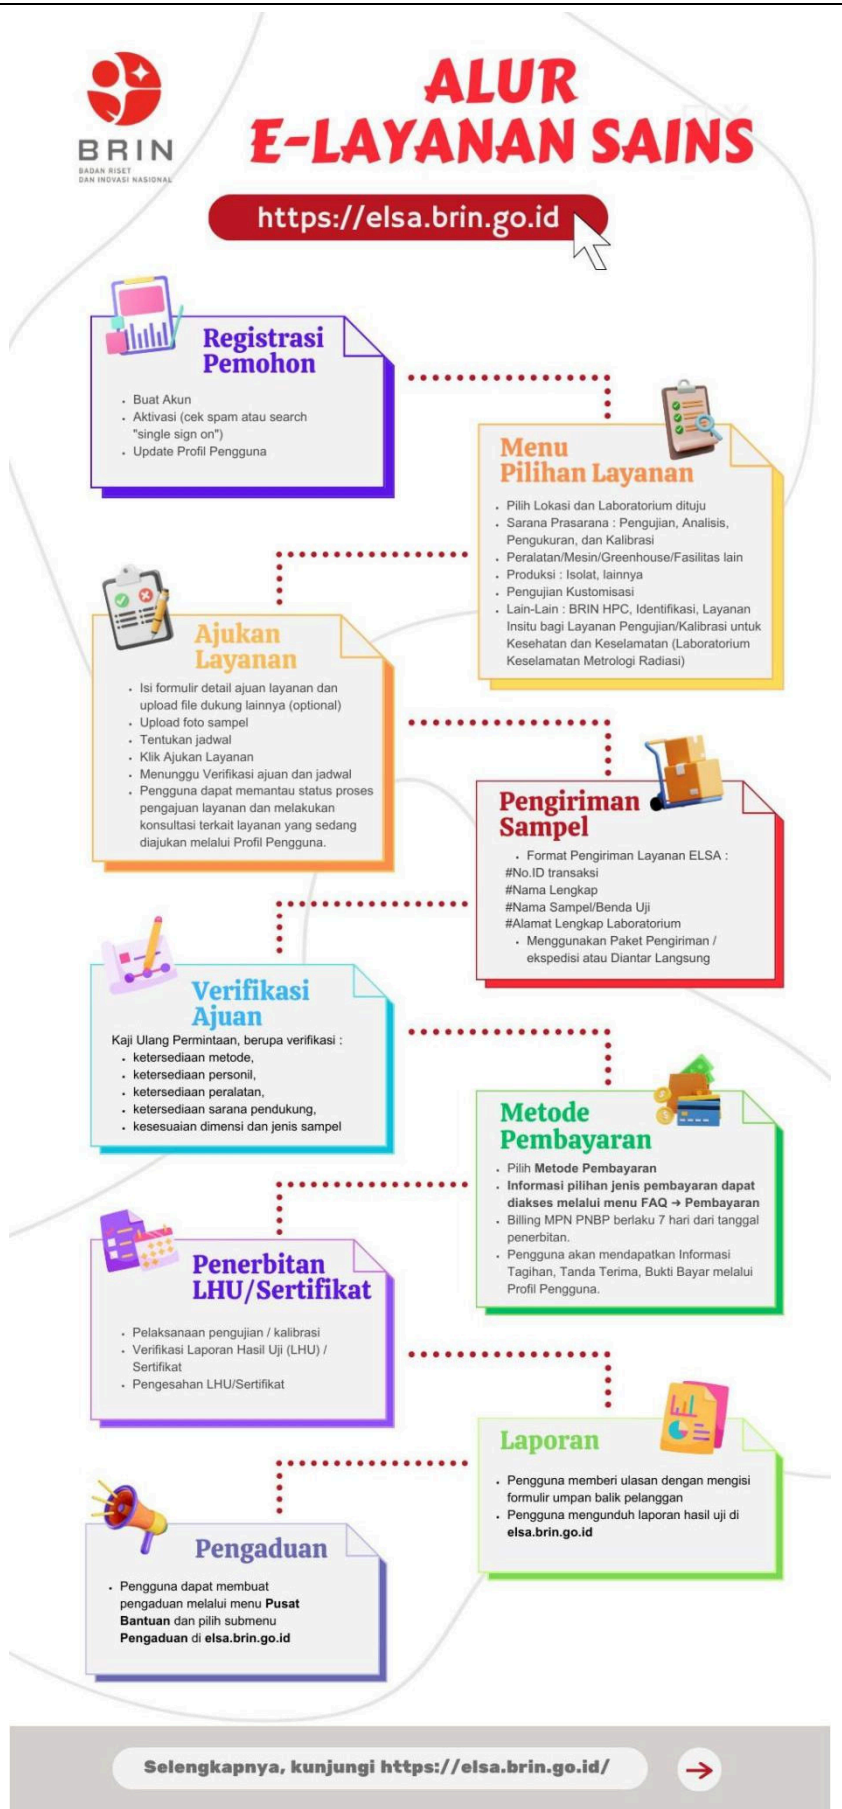 BRIN
BADAN RISET
DAN INOVASI NASIONAL
ALUR
E-LAYANAN SAINS
https://elsa.brin.go.id
Registrasi
Pemohon
• Buat Akun
• Aktivasi (cek spam atau search
"single sign on")
• Update Profil Pengguna
Menu
Pilihan Layanan
• Pilih Lokasi dan Laboratorium dituju
• Sarana Prasarana : Pengujian, Analisis,
Pengukuran, dan Kalibrasi
• Peralatan/Mesin/Greenhouse/Fasilitas lain
• Produksi : Isolat, lainnya
• Pengujian Kustomisasi
• Lain-Lain : BRIN HPC, Identifikasi, Layanan
Insitu bagi Layanan Pengujian/Kalibrasi untuk
Kesehatan dan Keselamatan (Laboratorium
Keselamatan Metrologi Radiasi)
Ajukan
Layanan
• Isi formulir detail ajuan layanan dan
upload file dukung lainnya (optional)
• Upload foto sampel
• Tentukan jadwal
• Klik Ajukan Layanan
• Menunggu Verifikasi ajuan dan jadwal
• Pengguna dapat memantau status proses
pengajuan layanan dan melakukan
konsultasi terkait layanan yang sedang
diajukan melalui Profil Pengguna.
Pengiriman
Sampel
• Format Pengiriman Layanan ELSA :
#No.ID transaksi
#Nama Lengkap
#Nama Sampel/Benda Uji
#Alamat Lengkap Laboratorium
• Menggunakan Paket Pengiriman /
ekspedisi atau Diantar Langsung
Verifikasi
Ajuan
Kaji Ulang Permintaan, berupa verifikasi :
• ketersediaan metode,
• ketersediaan personil,
• ketersediaan peralatan,
• ketersediaan sarana pendukung,
• kesesuaian dimensi dan jenis sampel
Metode
Pembayaran
• Pilih Metode Pembayaran
• Informasi pilihan jenis pembayaran dapat
diakses melalui menu FAQ → Pembayaran
• Billing MPN PNBP berlaku 7 hari dari tanggal
penerbitan.
• Pengguna akan mendapatkan Informasi
Tagihan, Tanda Terima, Bukti Bayar melalui
Profil Pengguna.
Penerbitan
LHU/Sertifikat
• Pelaksanaan pengujian / kalibrasi
• Verifikasi Laporan Hasil Uji (LHU) /
Sertifikat
• Pengesahan LHU/Sertifikat
Laporan
• Pengguna memberi ulasan dengan mengisi
formulir umpan balik pelanggan
• Pengguna mengunduh laporan hasil uji di
elsa.brin.go.id
Pengaduan
• Pengguna dapat membuat
pengaduan melalui menu Pusat
Bantuan dan pilih submenu
Pengaduan di elsa.brin.go.id
Selengkapnya, kunjungi https://elsa.brin.go.id/